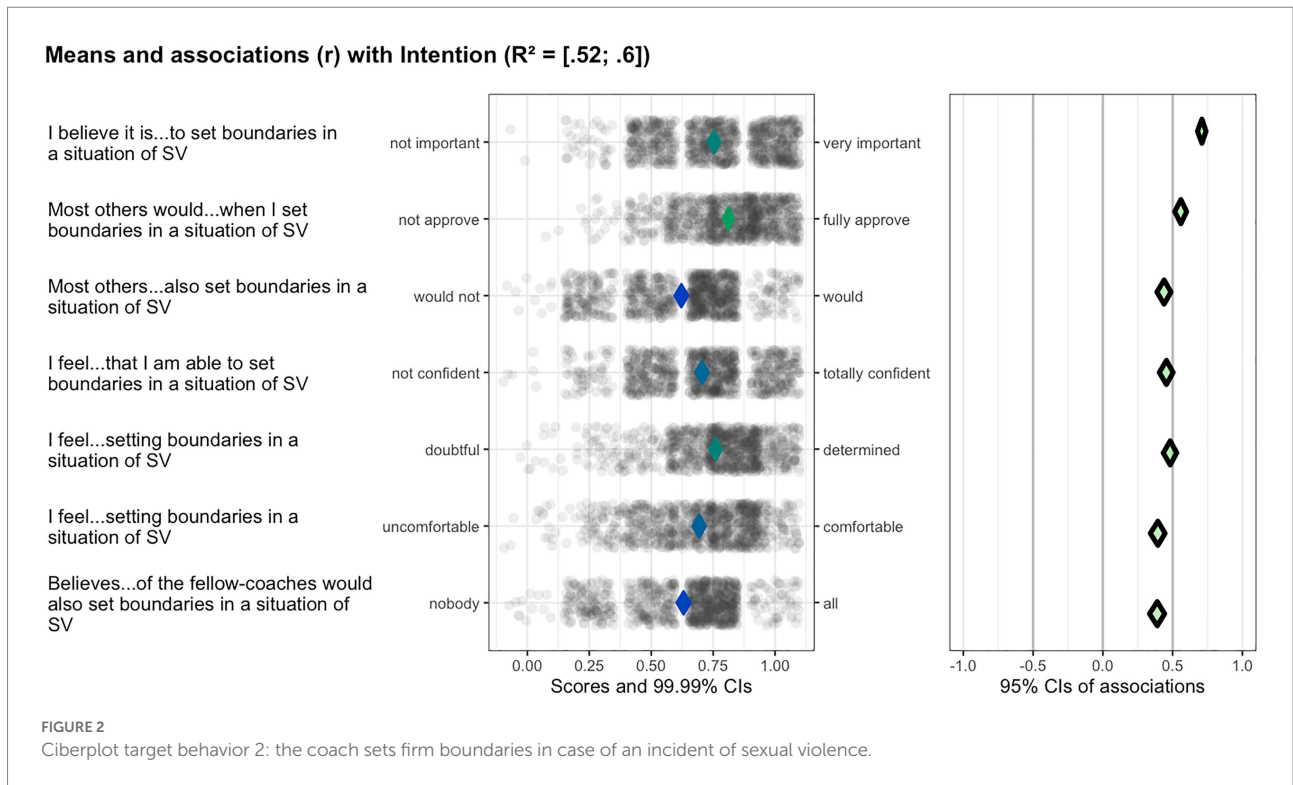 Means and associations (r) with Intention (R² = [.52; .6])
I believe it is...to set boundaries in
a situation of SV
not important
very important
Most others would...when I set
boundaries in a situation of SV
not approve
fully approve
Most others...also set boundaries in a
situation of SV
would not
would
I feel...that I am able to set
boundaries in a situation of SV
not confident
totally confident
I feel...setting boundaries in a
situation of SV
doubtful
determined
I feel...setting boundaries in a
situation of SV
uncomfortable
comfortable
Believes...of the fellow-coaches would
also set boundaries in a situation of
SV
nobody
all
0.00 0.25 0.50 0.75 1.00
Scores and 99.99% CIs
-1.0 -0.5 0.0 0.5 1.0
95% CIs of associations
FIGURE 2
Ciberplot target behavior 2: the coach sets firm boundaries in case of an incident of sexual violence.